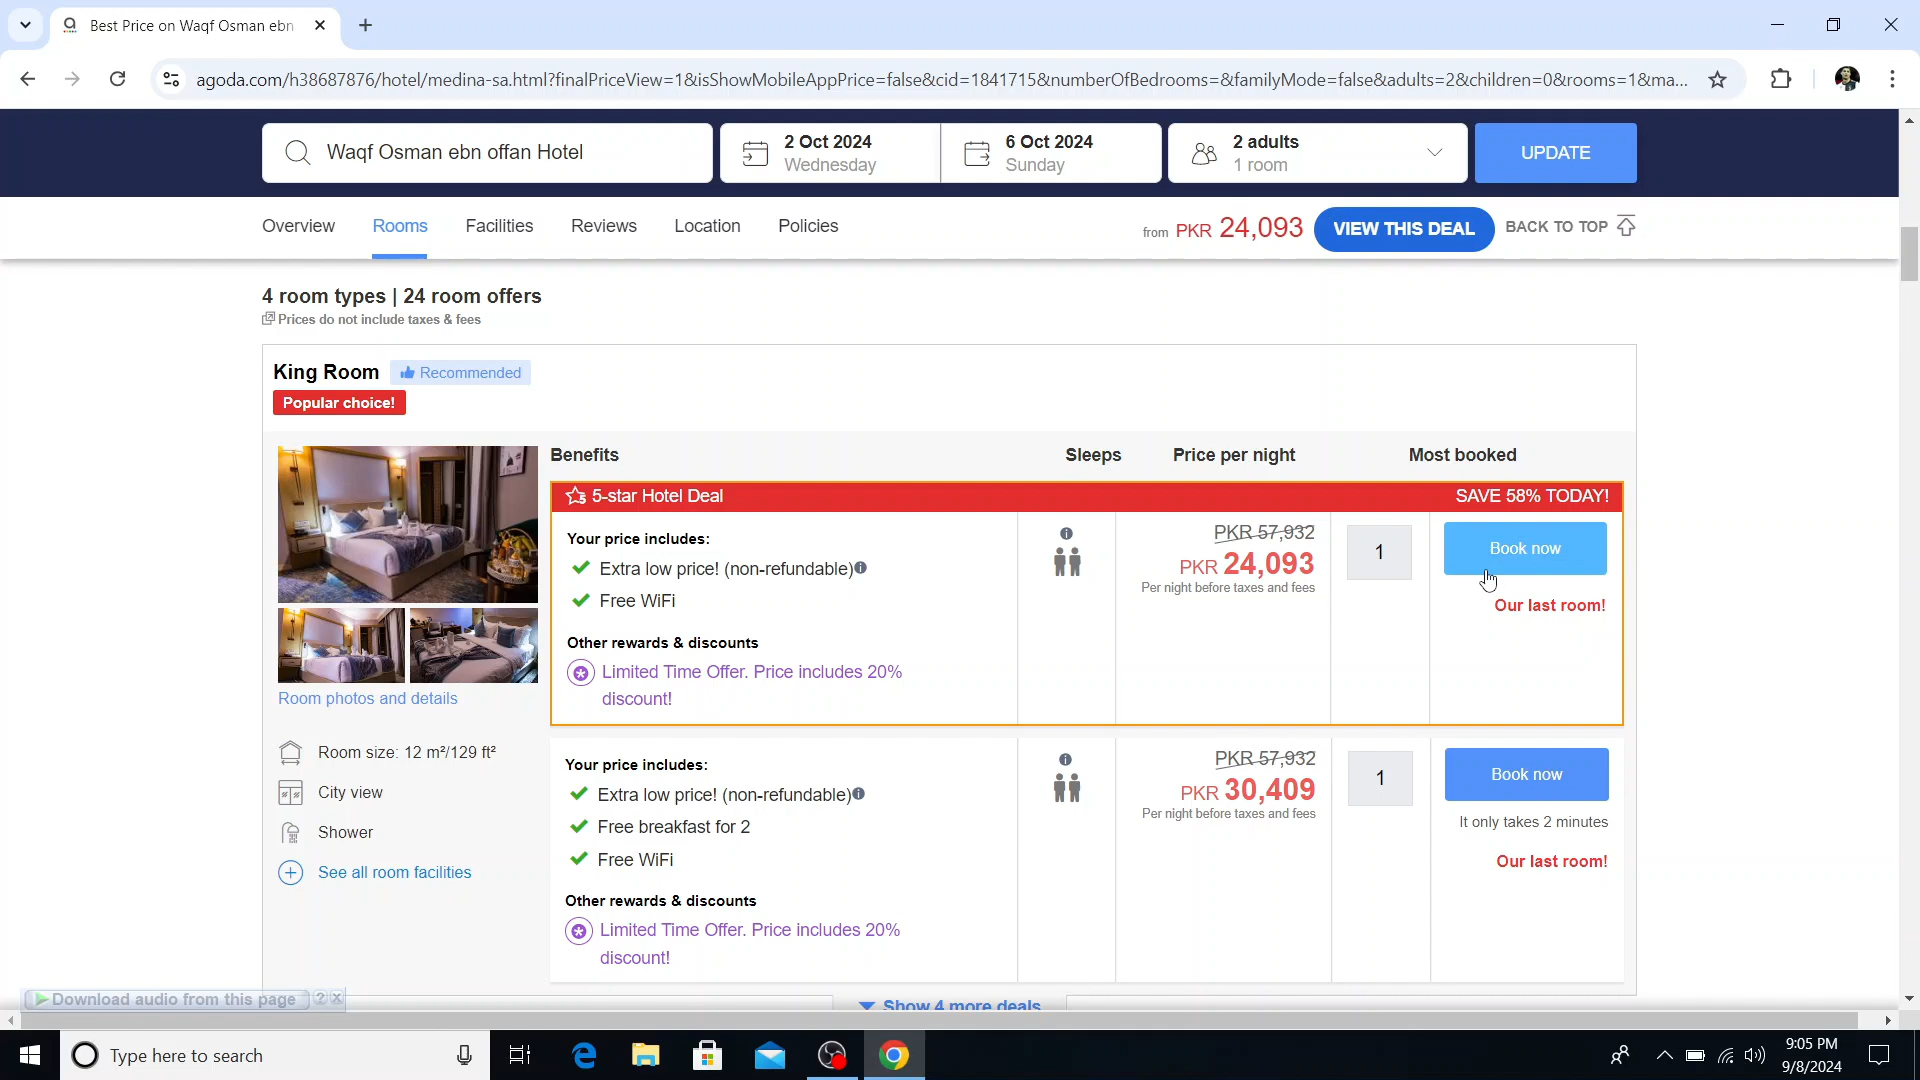 Best Price on Waqf Osman ebn
agoda.com/h38687876/hotel/medina-sa.html?finalPriceView=1&isShowMobileAppPrice=false&cid=1841715&numberOfBedrooms=&familyMode=false&adults=2&children=0&rooms=1&ma...
Waqf Osman ebn offan Hotel
2 Oct 2024
Wednesday
6 Oct 2024
Sunday
2 adults
1 room
UPDATE
Overview
Rooms
Facilities
Reviews
Location
Policies
from PKR 24,093
VIEW THIS DEAL
BACK TO TOP
4 room types | 24 room offers
Prices do not include taxes & fees
King Room
Recommended
Popular choice!
Benefits
Sleeps
Price per night
Most booked
5-star Hotel Deal
SAVE 58% TODAY!
Your price includes:
Extra low price! (non-refundable)
Free WiFi
Other rewards & discounts
Limited Time Offer. Price includes 20%
discount!
PKR 57,932
PKR 24,093
Per night before taxes and fees
1
Book now
Our last room!
Room photos and details
Room size: 12 m²/129 ft²
City view
Shower
See all room facilities
Your price includes:
Extra low price! (non-refundable)
Free breakfast for 2
Free WiFi
Other rewards & discounts
Limited Time Offer. Price includes 20%
discount!
PKR 57,932
PKR 30,409
Per night before taxes and fees
1
Book now
It only takes 2 minutes
Our last room!
Show 4 more deals
Download audio from this page
Type here to search
9:05 PM
9/8/2024